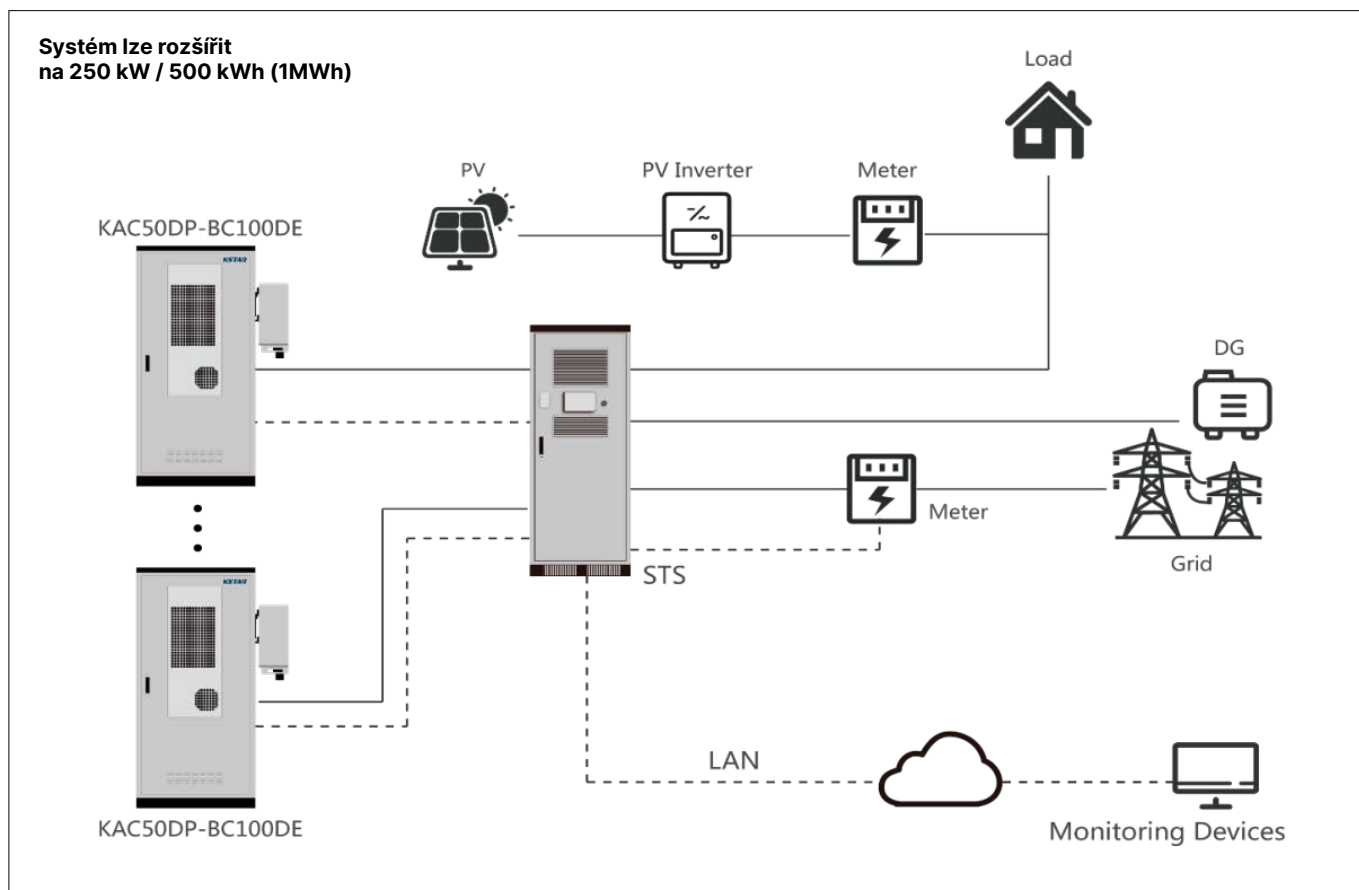 Systém lze rozšířit
na 250 kW / 500 kWh (1MWh)
Load
PV
PV Inverter
Meter
KAC50DP-BC100DE
KSTAR
DG
Meter
Grid
STS
KSTAR
LAN
KAC50DP-BC100DE
Monitoring Devices